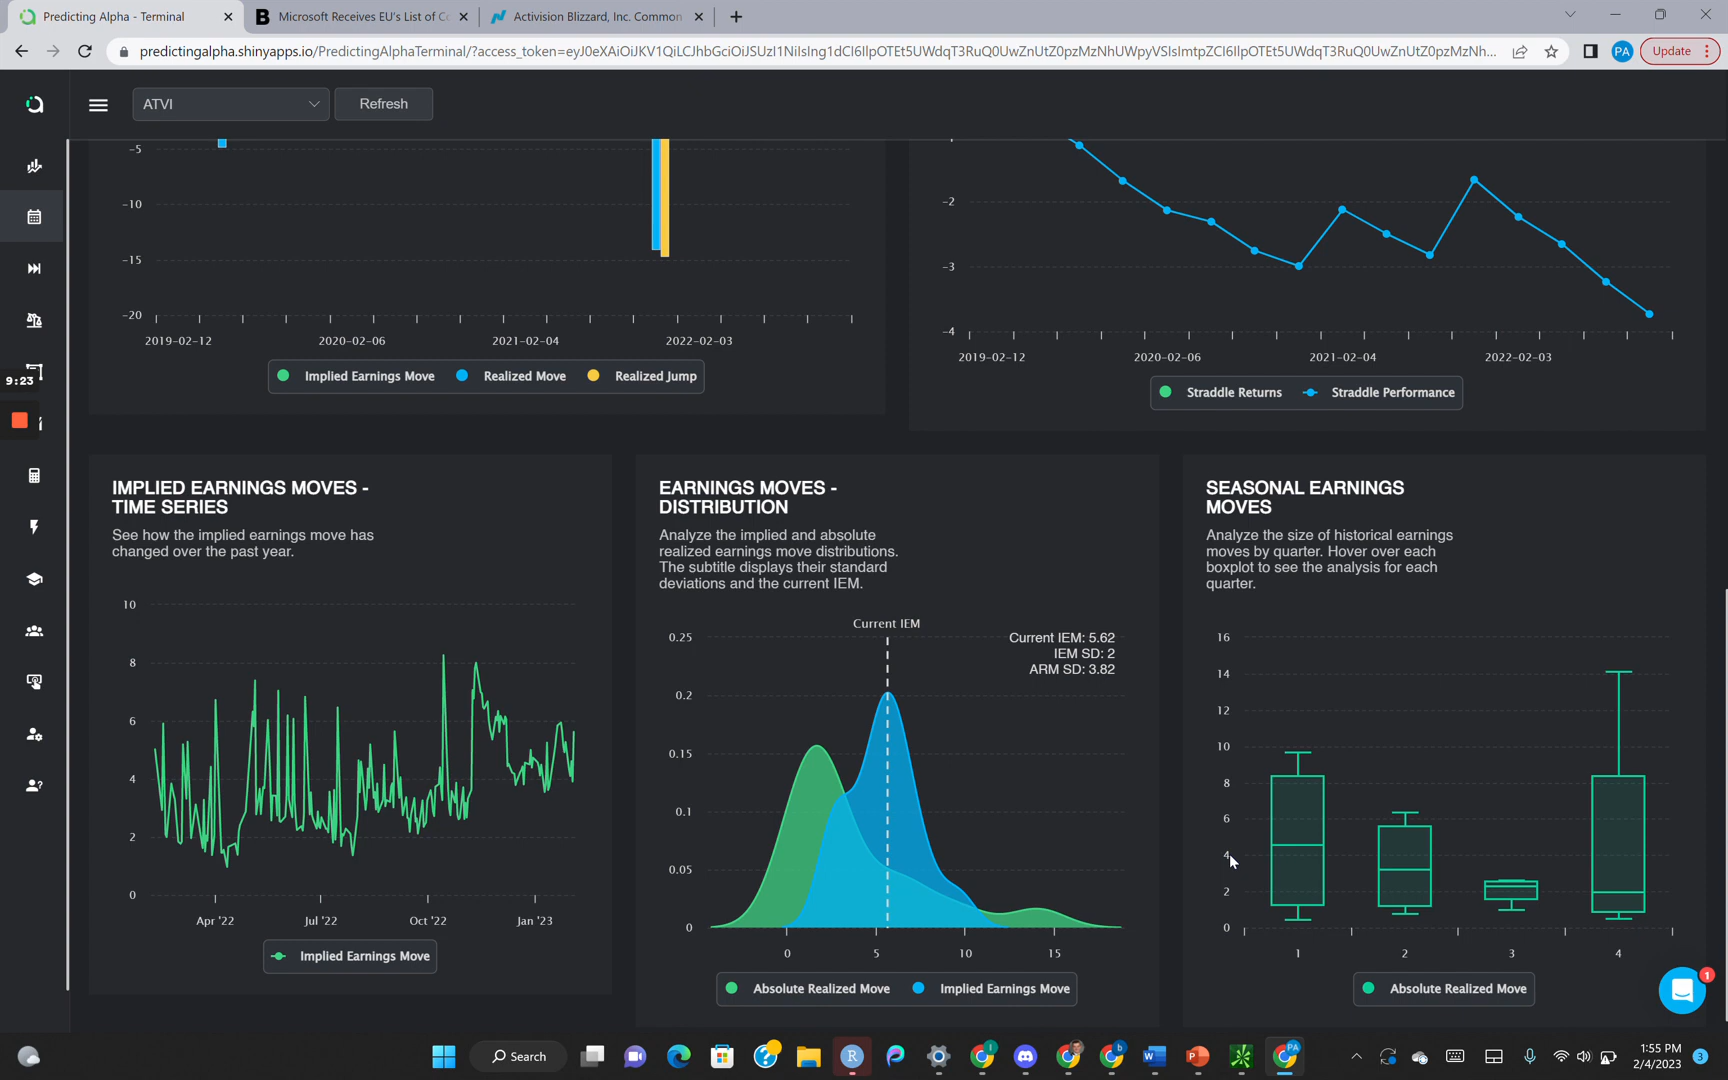 Predicting Alpha - Terminal
Microsoft Receives EU's List of Co
Activision Blizzard, Inc. Common
predictingalpha.shinyapps.io/PredictingAlphaTerminal/?access_token=
PA
Update
ATVI
Refresh
-5
-10
-15
-20
2019-02-12
2020-02-06
2021-02-04
2022-02-03
Implied Earnings Move
Realized Move
Realized Jump
-2
-3
-4
2019-02-12
2020-02-06
2021-02-04
2022-02-03
Straddle Returns
Straddle Performance
9:23
IMPLIED EARNINGS MOVES -
TIME SERIES
See how the implied earnings move has
changed over the past year.
10
8
6
4
2
0
Apr '22
Jul '22
Oct '22
Jan '23
Implied Earnings Move
EARNINGS MOVES -
DISTRIBUTION
Analyze the implied and absolute
realized earnings move distributions.
The subtitle displays their standard
deviations and the current IEM.
Current IEM
Current IEM: 5.62
IEM SD: 2
ARM SD: 3.82
0.25
0.2
0.15
0.1
0.05
0
0
5
10
15
Absolute Realized Move
Implied Earnings Move
SEASONAL EARNINGS
MOVES
Analyze the size of historical earnings
moves by quarter. Hover over each
boxplot to see the analysis for each
quarter.
16
14
12
10
8
6
4
2
0
1
2
3
4
Absolute Realized Move
1
Search
1:55 PM
2/4/2023
3